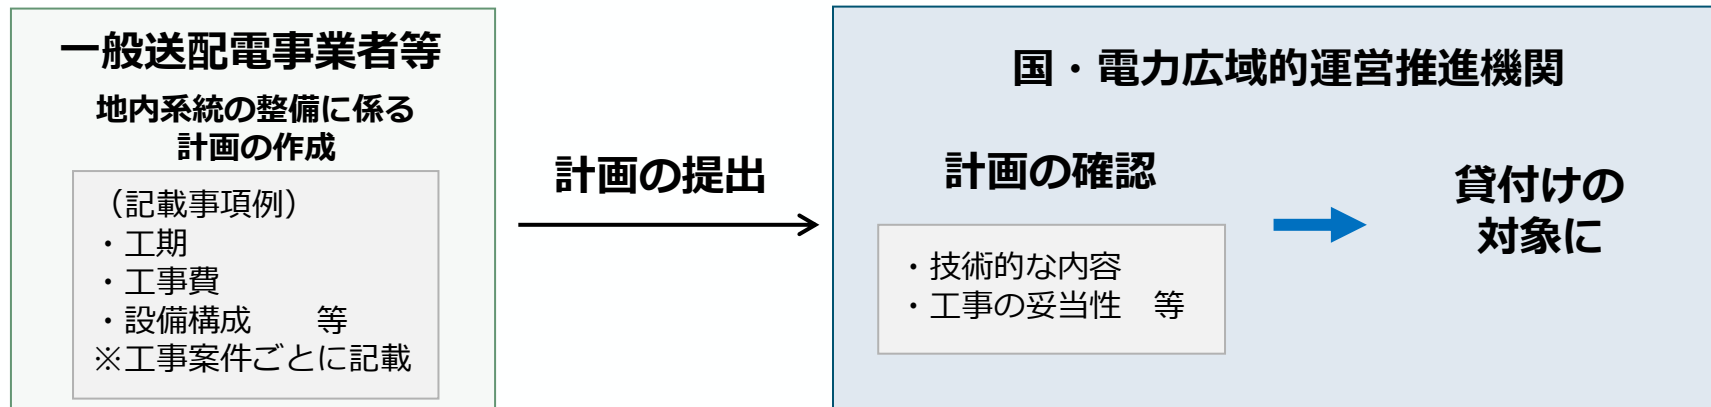 一般送配電事業者等
地内系統の整備に係る
計画の作成
（記載事項例）
・工期
・工事費
・設備構成　　等
※工事案件ごとに記載
計画の提出
国・電力広域的運営推進機関
計画の確認
・技術的な内容
・工事の妥当性　等
貸付けの
対象に